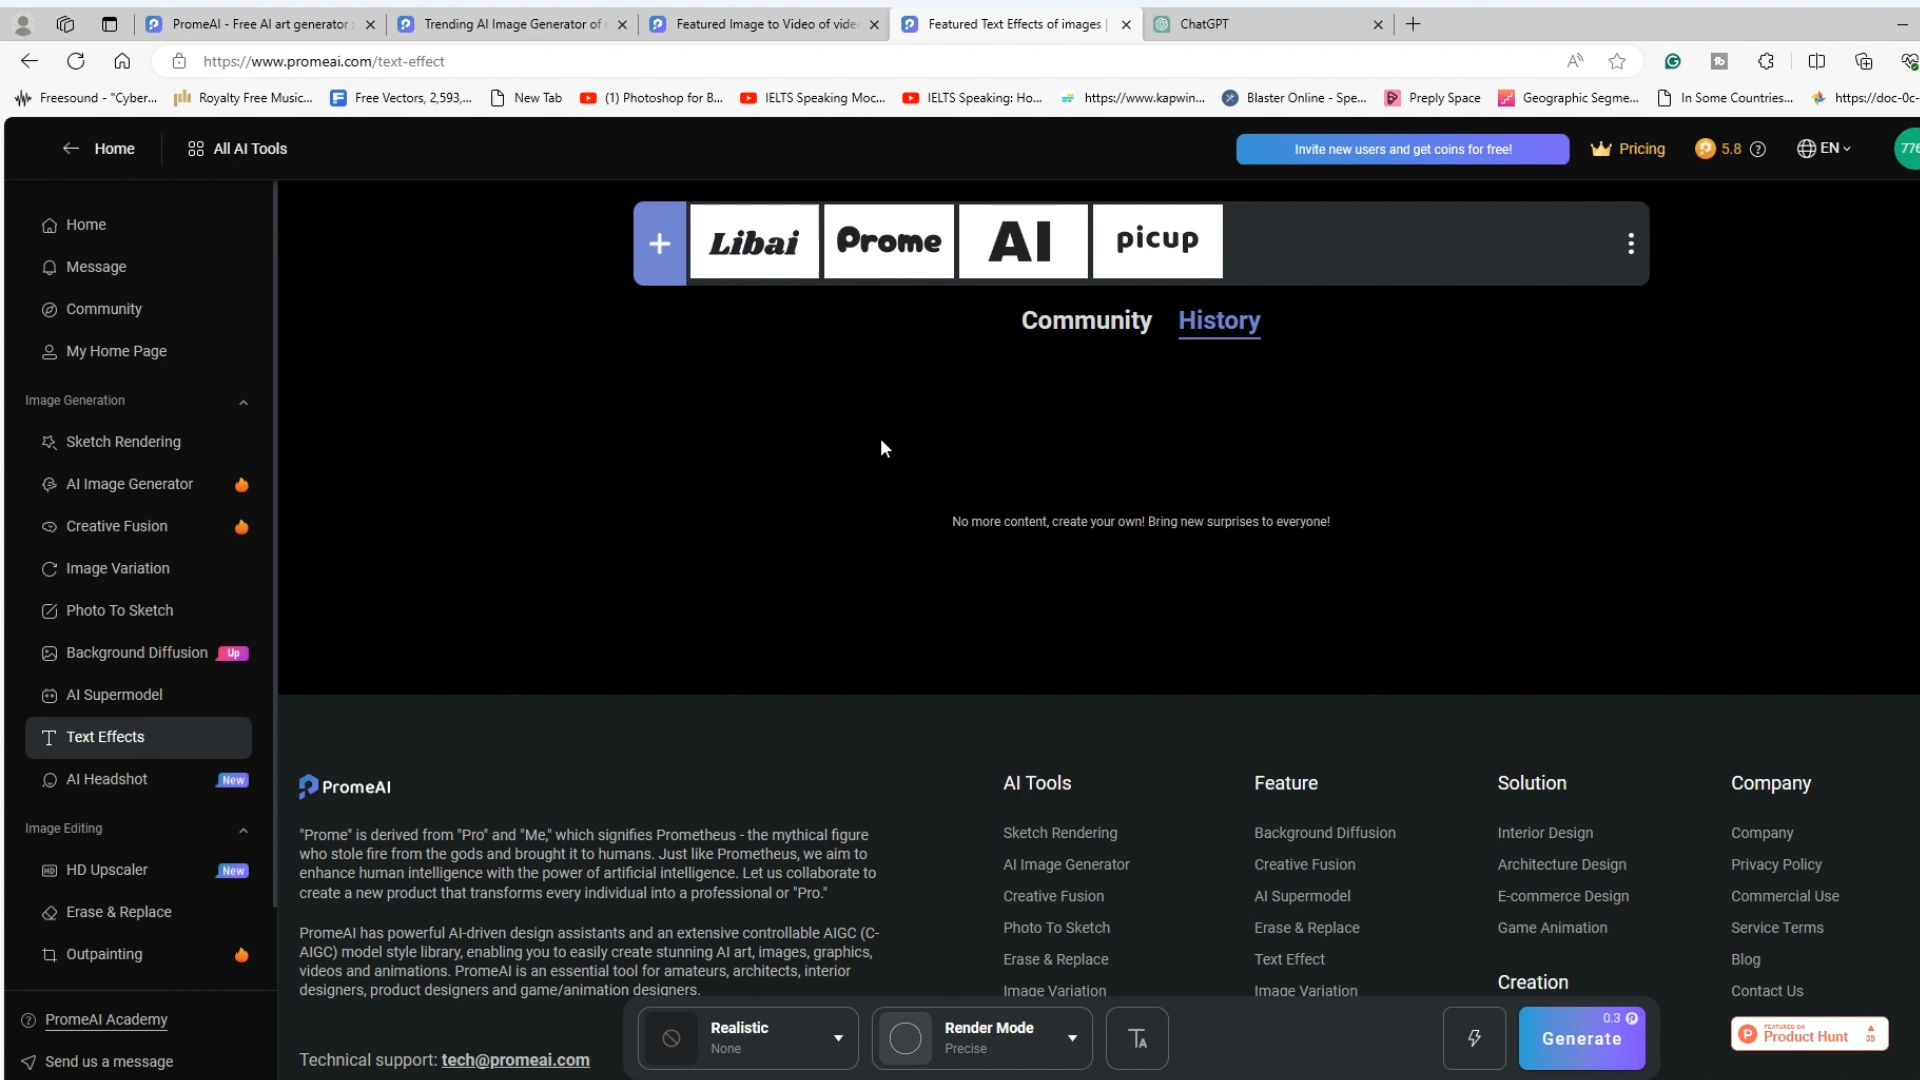 PromeAI - Free AI art generator
Trending AI Image Generator of
Featured Image to Video of vide
Featured Text Effects of images |
ChatGPT
https://www.promeai.com/text-effect
Freesound - "Cyber...
Royalty Free Music...
Free Vectors, 2,593,...
New Tab
(1) Photoshop for B...
IELTS Speaking Moc...
IELTS Speaking: Ho...
https://www.kapwin...
Blaster Online - Spe...
Preply Space
Geographic Segme...
In Some Countries...
https://doc-0c-
Home
All AI Tools
Invite new users and get coins for free!
Pricing
5.8
EN
776
Home
Message
Community
My Home Page
Image Generation
Sketch Rendering
AI Image Generator
Creative Fusion
Image Variation
Photo To Sketch
Background Diffusion Up
AI Supermodel
Text Effects
AI Headshot New
Image Editing
HD Upscaler New
Erase & Replace
Outpainting
PromeAI Academy
Send us a message
Libai
Prome
AI
picup
Community
History
No more content, create your own! Bring new surprises to everyone!
PromeAI
"Prome" is derived from "Pro" and "Me," which signifies Prometheus - the mythical figure
who stole fire from the gods and brought it to humans. Just like Prometheus, we aim to
enhance human intelligence with the power of artificial intelligence. Let us collaborate to
create a new product that transforms every individual into a professional or "Pro."
PromeAI has powerful AI-driven design assistants and an extensive controllable AIGC (C-
AIGC) model style library, enabling you to easily create stunning AI art, images, graphics,
videos and animations. PromeAI is an essential tool for amateurs, architects, interior
designers, product designers and game/animation designers.
Technical support: tech@promeai.com
AI Tools
Sketch Rendering
AI Image Generator
Creative Fusion
Photo To Sketch
Erase & Replace
Image Variation
Feature
Background Diffusion
Creative Fusion
AI Supermodel
Erase & Replace
Text Effect
Image Variation
Solution
Interior Design
Architecture Design
E-commerce Design
Game Animation
Creation
Company
Company
Privacy Policy
Commercial Use
Service Terms
Blog
Contact Us
FEATURED ON
Product Hunt
59
Realistic
None
Render Mode
Precise
0.3
Generate